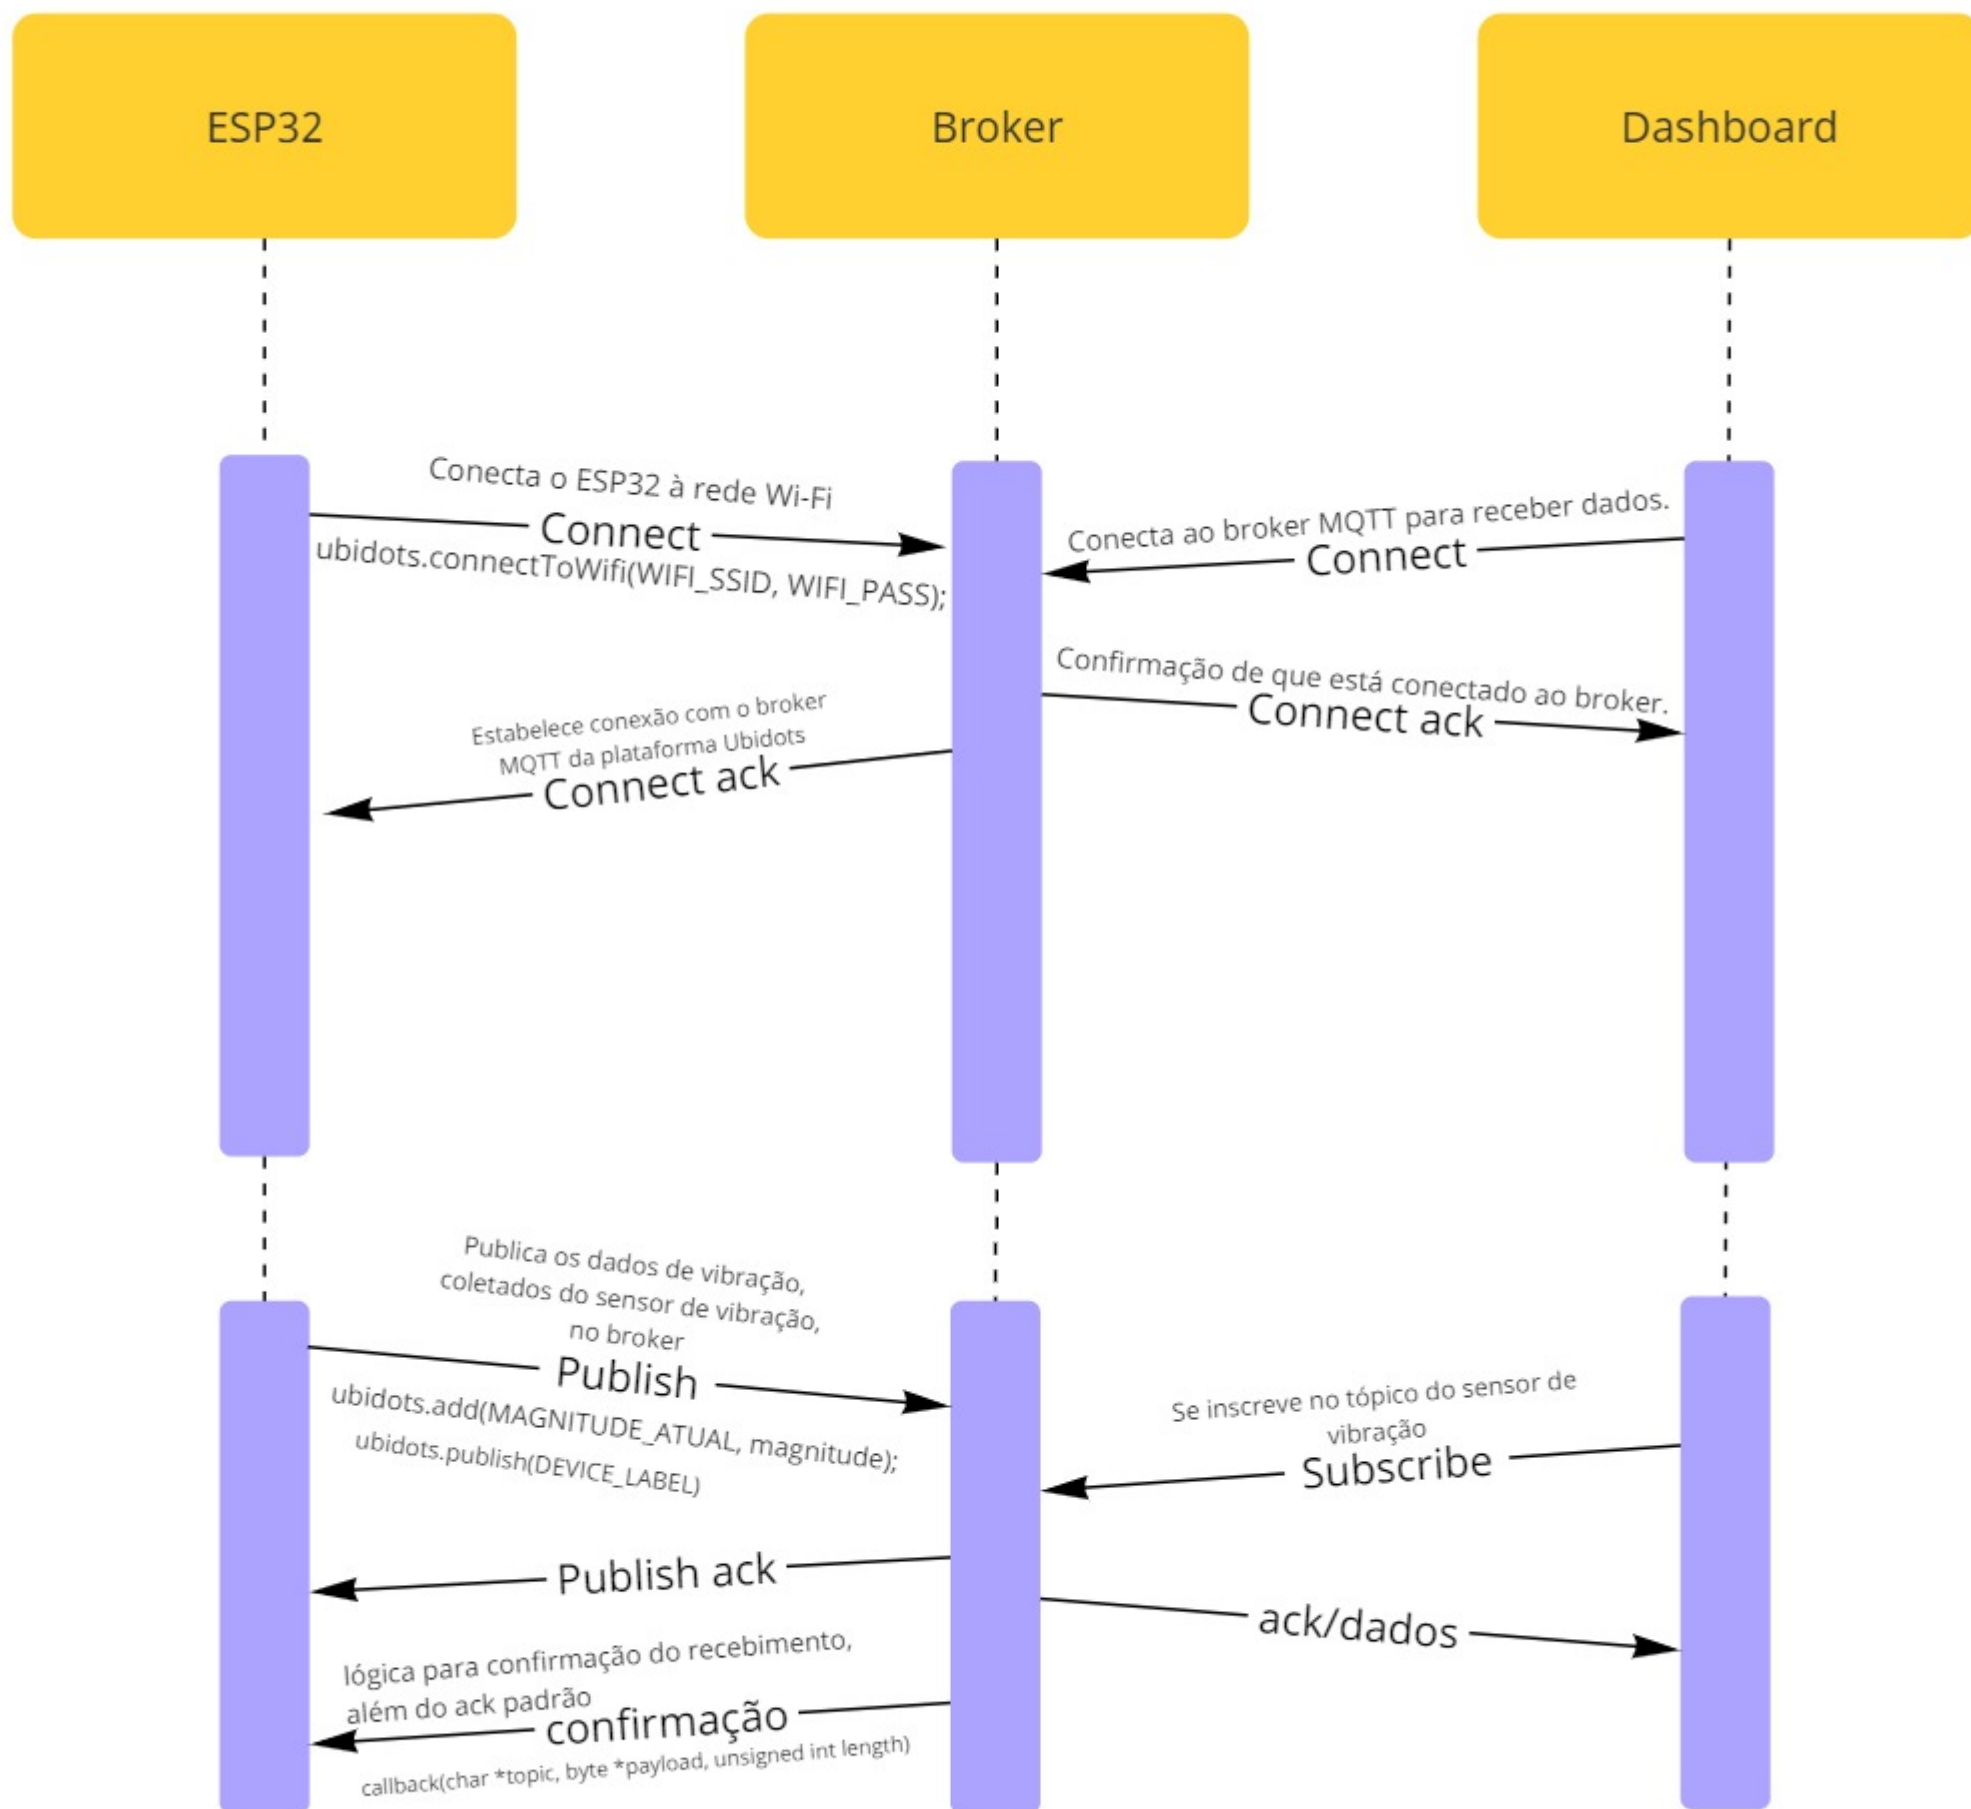 ESP32
Broker
Dashboard
Conecta o ESP32 à rede Wi-Fi
Connect
ubidots.connectToWifi(WIFI_SSID, WIFI_PASS);
Conecta ao broker MQTT para receber dados.
Connect
Confirmação de que está conectado ao broker.
Connect ack
Estabelece conexão com o broker
MQTT da plataforma Ubidots
Connect ack
Publica os dados de vibração,
coletados do sensor de vibração,
no broker
Publish
ubidots.add(MAGNITUDE_ATUAL, magnitude);
ubidots.publish(DEVICE_LABEL)
Se inscreve no tópico do sensor de
vibração
Subscribe
Publish ack
ack/dados
lógica para confirmação do recebimento,
além do ack padrão
confirmação
callback(char *topic, byte *payload, unsigned int length)